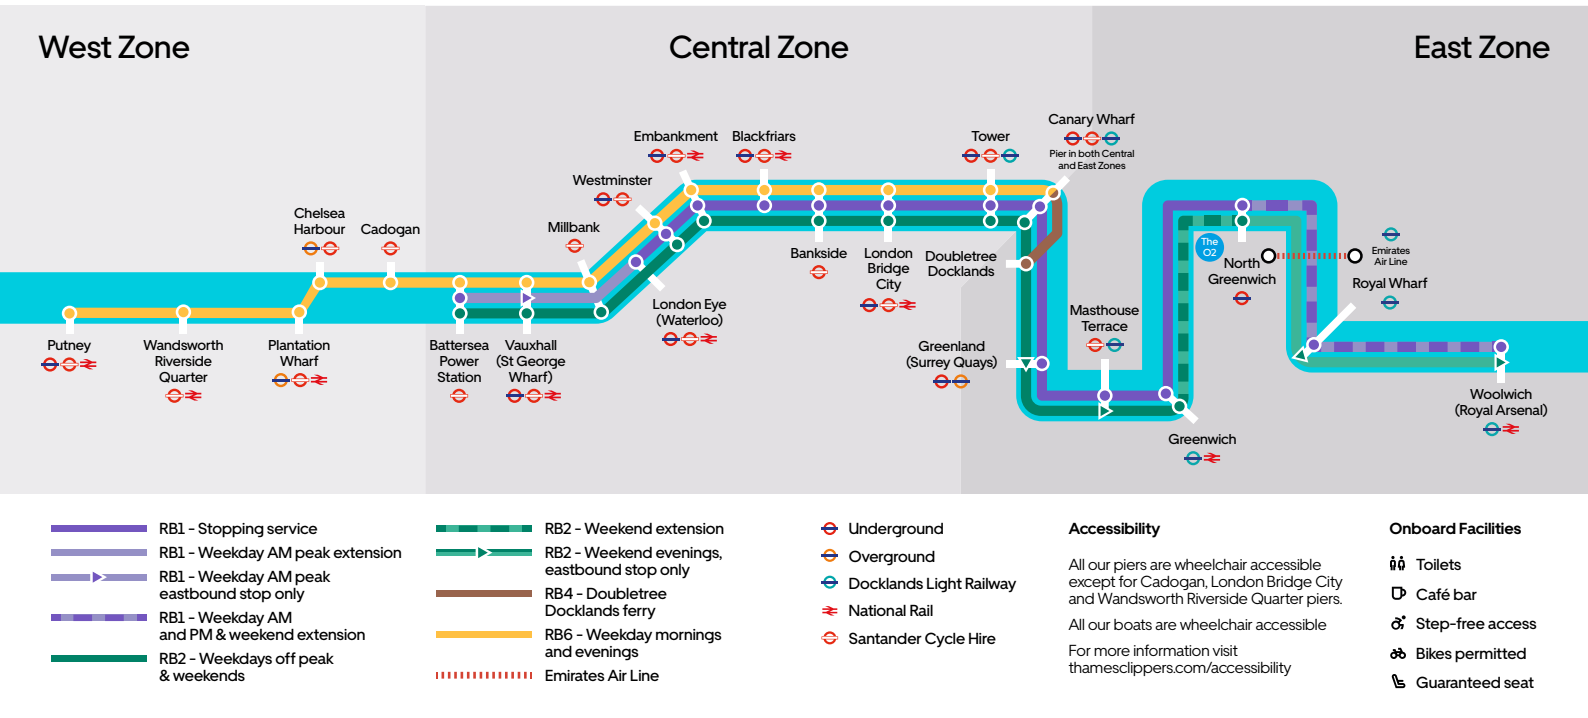 West Zone
Central Zone
East Zone
Canary Wharf
Pier in both Central
and East Zones
Embankment
Blackfriars
Tower
Westminster
Millbank
Chelsea
Harbour
Cadogan
Bankside
London
Bridge
City
Doubletree
Docklands
The
O2
North
Greenwich
Emirates
Air Line
Royal Wharf
London Eye
(Waterloo)
Masthouse
Terrace
Putney
Wandsworth
Riverside
Quarter
Plantation
Wharf
Battersea
Power
Station
Vauxhall
(St George
Wharf)
Greenland
(Surrey Quays)
Woolwich
(Royal Arsenal)
Greenwich
RB1 - Stopping service
RB1 - Weekday AM peak extension
RB1 - Weekday AM peak
eastbound stop only
RB1 - Weekday AM
and PM & weekend extension
RB2 - Weekdays off peak
& weekends
RB2 - Weekend extension
RB2 - Weekend evenings,
eastbound stop only
RB4 - Doubletree
Docklands ferry
RB6 - Weekday mornings
and evenings
Emirates Air Line
Underground
Overground
Docklands Light Railway
National Rail
Santander Cycle Hire
Accessibility
All our piers are wheelchair accessible
except for Cadogan, London Bridge City
and Wandsworth Riverside Quarter piers.
All our boats are wheelchair accessible
For more information visit
thamesclippers.com/accessibility
Onboard Facilities
Toilets
Café bar
Step-free access
Bikes permitted
Guaranteed seat